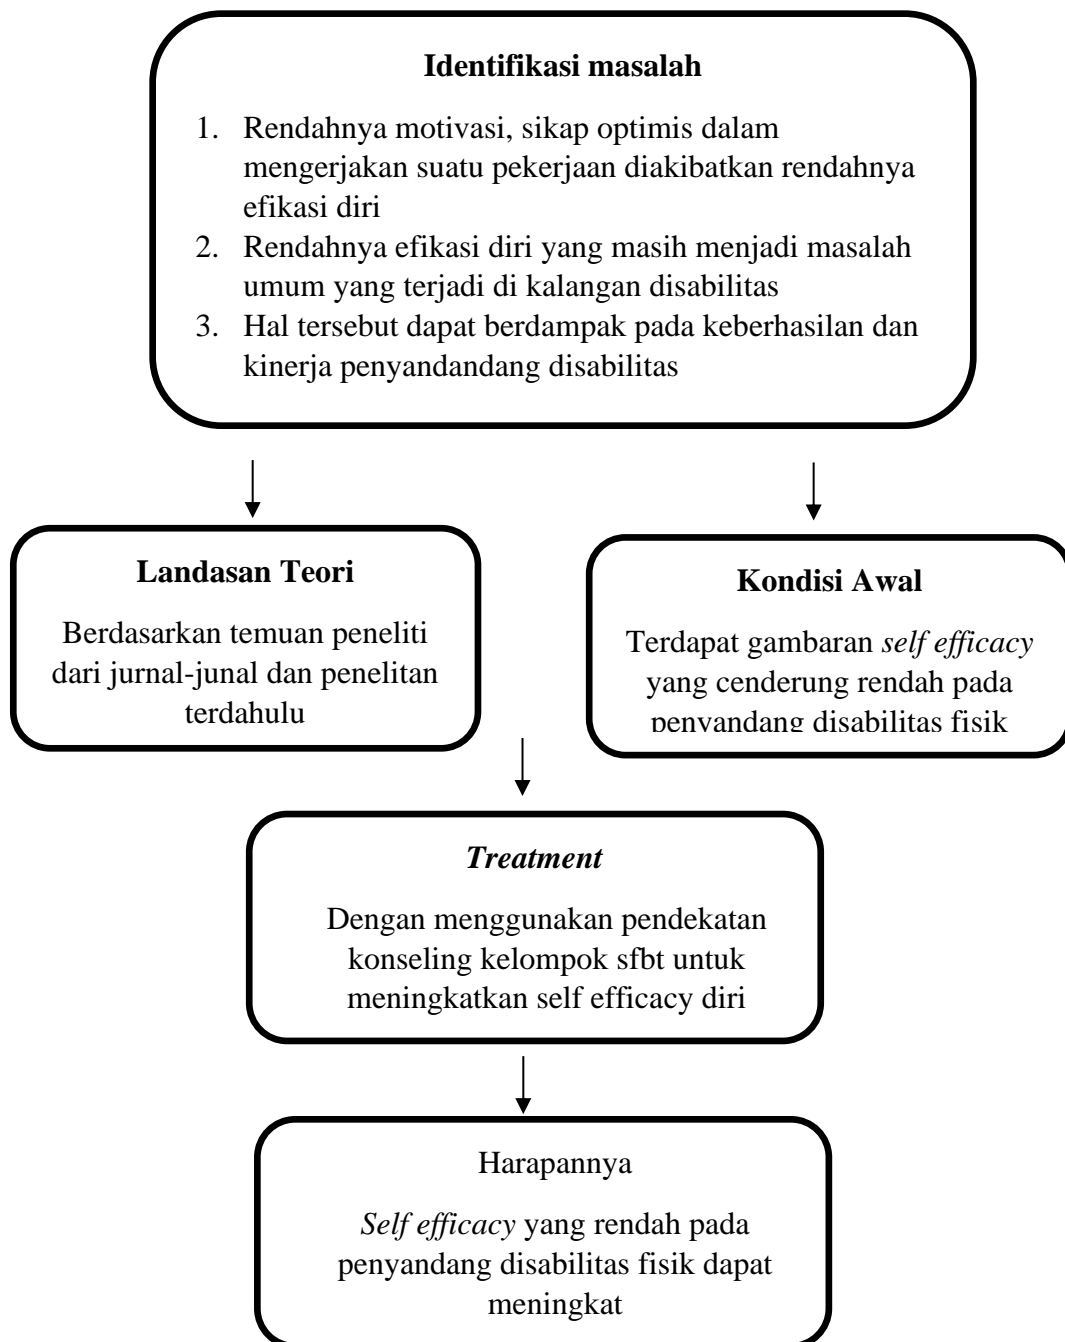 Identifikasi masalah
1. Rendahnya motivasi, sikap optimis dalam
mengerjakan suatu pekerjaan diakibatkan rendahnya
efikasi diri
2. Rendahnya efikasi diri yang masih menjadi masalah
umum yang terjadi di kalangan disabilitas
3. Hal tersebut dapat berdampak pada keberhasilan dan
kinerja penyandandang disabilitas
Landasan Teori
Berdasarkan temuan peneliti
dari jurnal-junal dan penelitan
terdahulu
Kondisi Awal
Terdapat gambaran self efficacy
yang cenderung rendah pada
penyandang disabilitas fisik
Treatment
Dengan menggunakan pendekatan
konseling kelompok sfbt untuk
meningkatkan self efficacy diri
Harapannya
Self efficacy yang rendah pada
penyandang disabilitas fisik dapat
meningkat